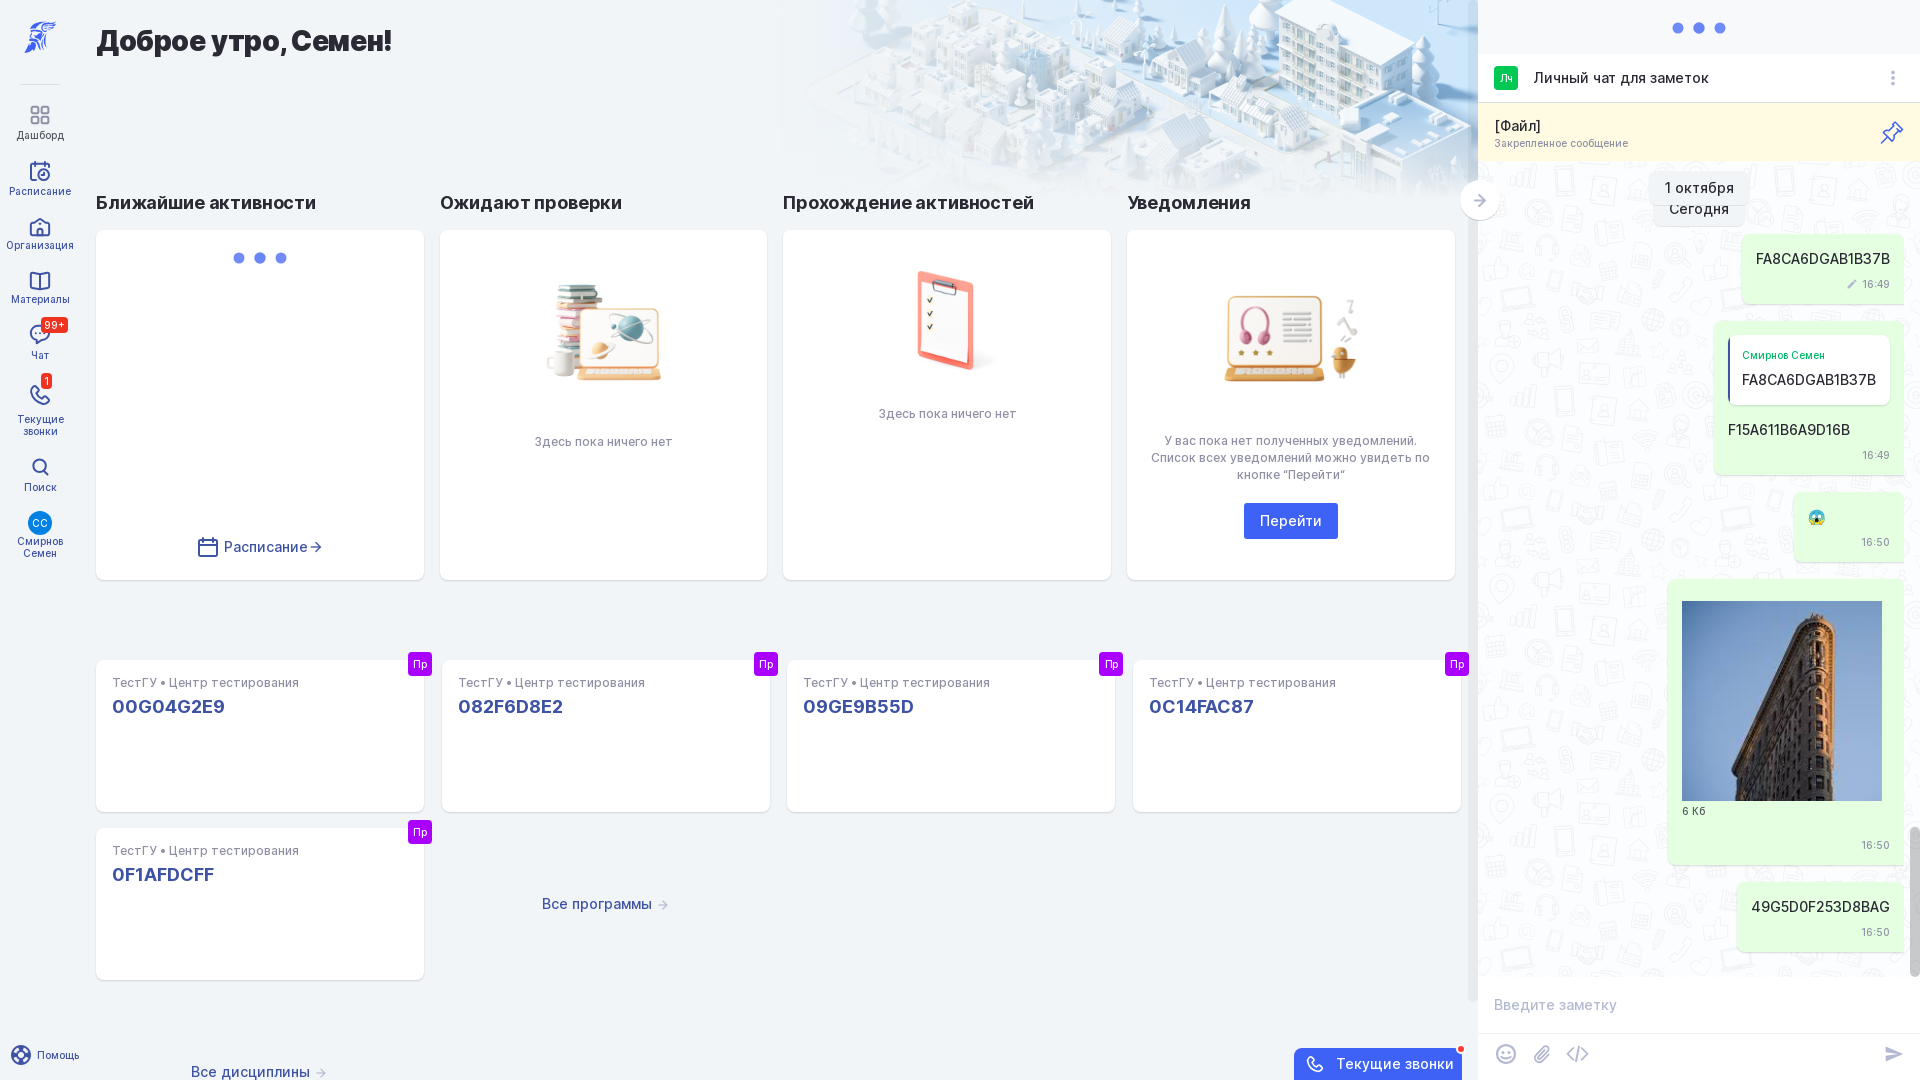 Доброе утро, Семен!
Дашборд
Расписание
Организация
Материалы
99+
Чат
1
Текущие
звонки
Поиск
СС
Смирнов
Семен
Помощь
Ближайшие активности
Расписание
Ожидают проверки
Здесь пока ничего нет
Прохождение активностей
Здесь пока ничего нет
Уведомления
У вас пока нет полученных уведомлений.
Список всех уведомлений можно увидеть по
кнопке “Перейти“
Перейти
Пр
ТестГУ • Центр тестирования
00G04G2E9
Пр
ТестГУ • Центр тестирования
082F6D8E2
Пр
ТестГУ • Центр тестирования
09GE9B55D
Пр
ТестГУ • Центр тестирования
0C14FAC87
Пр
ТестГУ • Центр тестирования
0F1AFDCFF
Все программы
Все дисциплины
Текущие звонки
Лч
Личный чат для заметок
[Файл]
Закрепленное сообщение
1 октября
Сегодня
FA8CA6DGAB1B37B
16:49
Смирнов Семен
FA8CA6DGAB1B37B
F15A611B6A9D16B
16:49
16:50
6 Кб
16:50
49G5D0F253D8BAG
16:50
Введите заметку